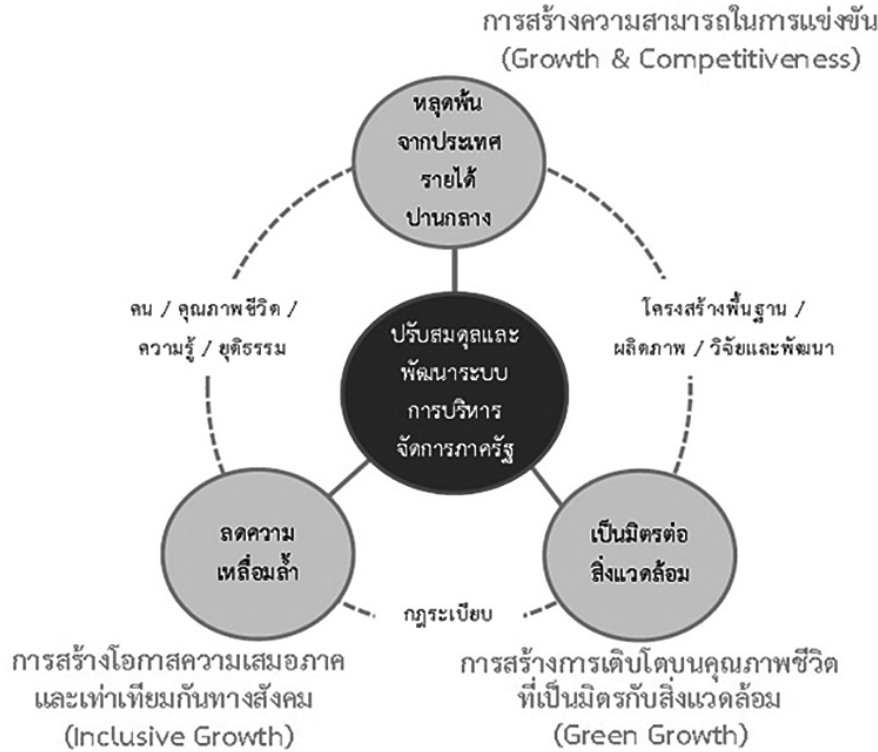 การสร้างความสามารถในการแข่งขัน
(Growth & Competitiveness)
หลุดพ้น
จากประเทศ
รายได้
ปานกลาง
คน / คุณภาพชีวิต /
ความรู้ / ยุติธรรม
โครงสร้างพื้นฐาน /
ผลิตภาพ / วิจัยและพัฒนา
ปรับสมดุลและ
พัฒนาระบบ
การบริหาร
จัดการภาครัฐ
ลดความ
เหลื่อมล้ำ
เป็นมิตรต่อ
สิ่งแวดล้อม
กฎระเบียบ
การสร้างโอกาสความเสมอภาค
และเท่าเทียมกันทางสังคม
(Inclusive Growth)
การสร้างการเติบโตบนคุณภาพชีวิต
ที่เป็นมิตรกับสิ่งแวดล้อม
(Green Growth)